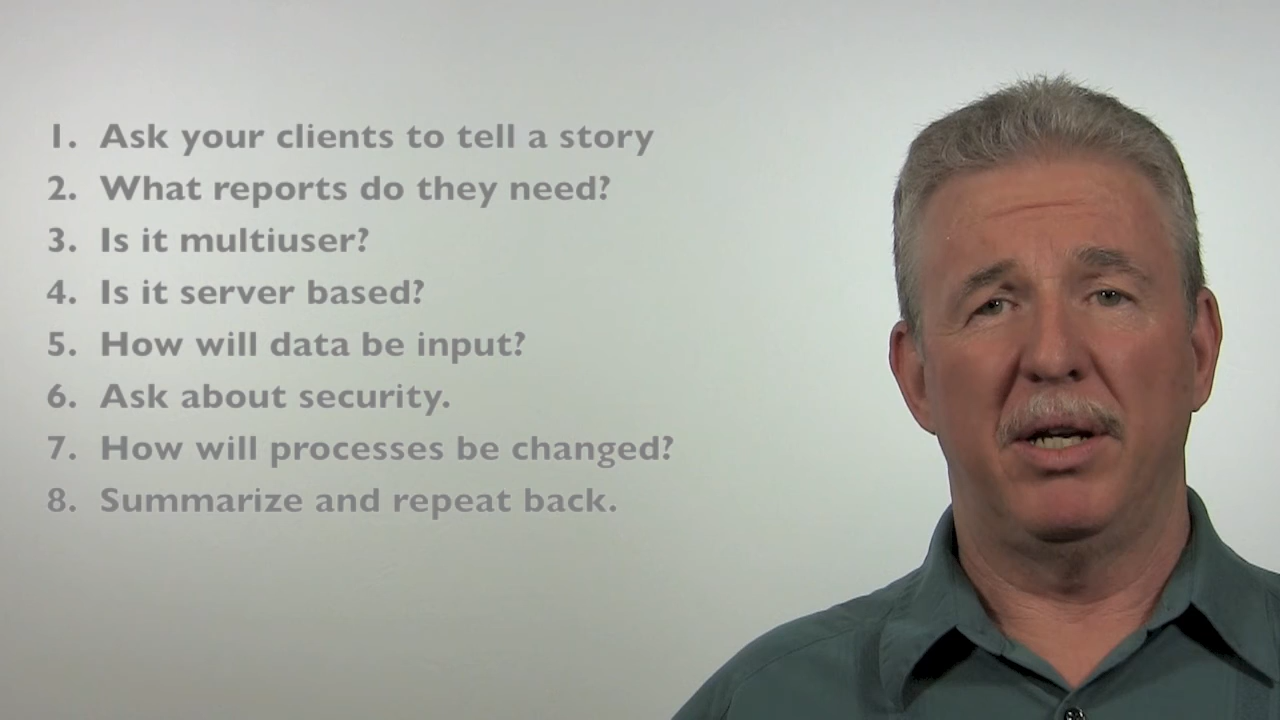 1. Ask your clients to tell a story
2. What reports do they need?
3. Is it multiuser?
4. Is it server based?
5. How will data be input?
6. Ask about security.
7. How will processes be changed?
8. Summarize and repeat back.